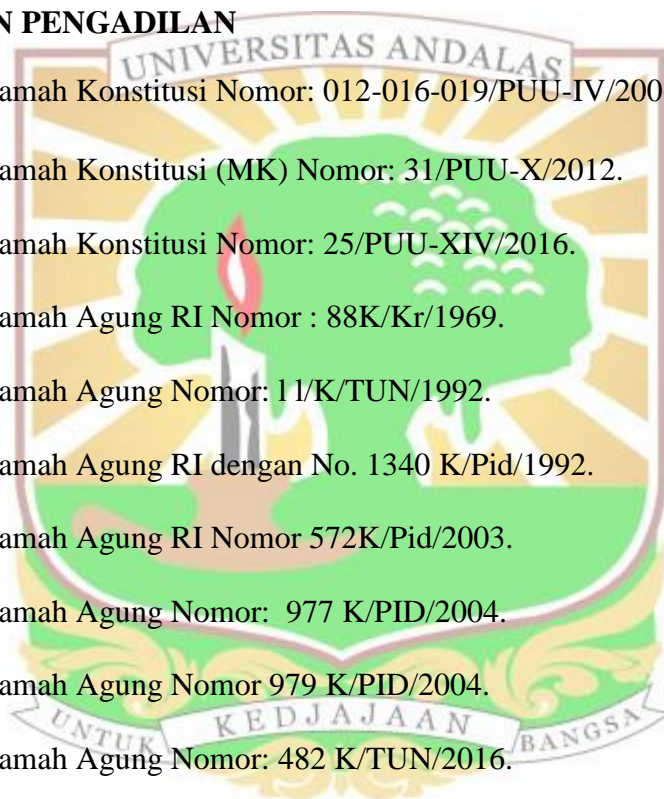 N PENGADILAN
UNIVERSITAS ANDALAS
amah Konstitusi Nomor: 012-016-019/PUU-IV/200
amah Konstitusi (MK) Nomor: 31/PUU-X/2012.
amah Konstitusi Nomor: 25/PUU-XIV/2016.
amah Agung RI Nomor : 88K/Kr/1969.
amah Agung Nomor: l l/K/TUN/1992.
amah Agung RI dengan No. 1340 K/Pid/1992.
amah Agung RI Nomor 572K/Pid/2003.
amah Agung Nomor:  977 K/PID/2004.
amah Agung Nomor 979 K/PID/2004.
UNTUK KEDJAJAAN BANGSA
amah Agung Nomor: 482 K/TUN/2016.